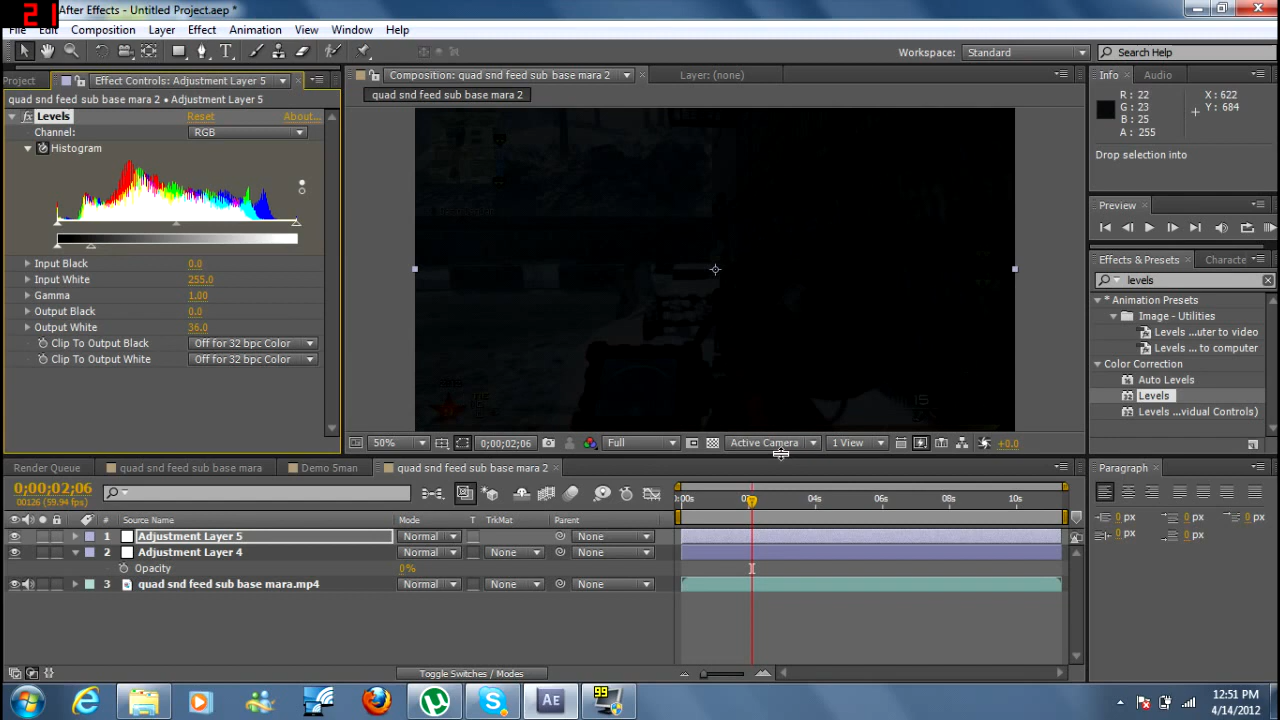 21
After Effects - Untitled Project.aep *
File Edit Composition Layer Effect Animation View Window Help
Workspace: Standard
Search Help
Project
Effect Controls: Adjustment Layer 5
quad snd feed sub base mara 2 • Adjustment Layer 5
fx Levels Reset About...
Channel: RGB
Histogram
Input Black 0.0
Input White 255.0
Gamma 1.00
Output Black 0.0
Output White 36.0
Clip To Output Black Off for 32 bpc Color
Clip To Output White Off for 32 bpc Color
Composition: quad snd feed sub base mara 2
Layer: (none)
quad snd feed sub base mara 2
50% 0;00;02;06 Full Active Camera 1 View +0.0
Info Audio
R: 22 X: 622
G: 23 Y: 684
B: 25
A: 255
Drop selection into
Preview
Effects & Presets Characte
levels
* Animation Presets
Image - Utilities
Levels ...uter to video
Levels ... to computer
Color Correction
Auto Levels
Levels
Levels ...vidual Controls)
Render Queue quad snd feed sub base mara Demo 5man quad snd feed sub base mara 2
0;00;02;06
00126 (59.94 fps)
:00s 04s 06s 08s 10s
# Source Name Mode T TrkMat Parent
1 Adjustment Layer 5 Normal None
2 Adjustment Layer 4 Normal None None
Opacity 0%
3 quad snd feed sub base mara.mp4 Normal None None
Toggle Switches / Modes
Paragraph
0 px 0 px 0 px
0 px 0 px
Ae
99
12:51 PM
4/14/2012